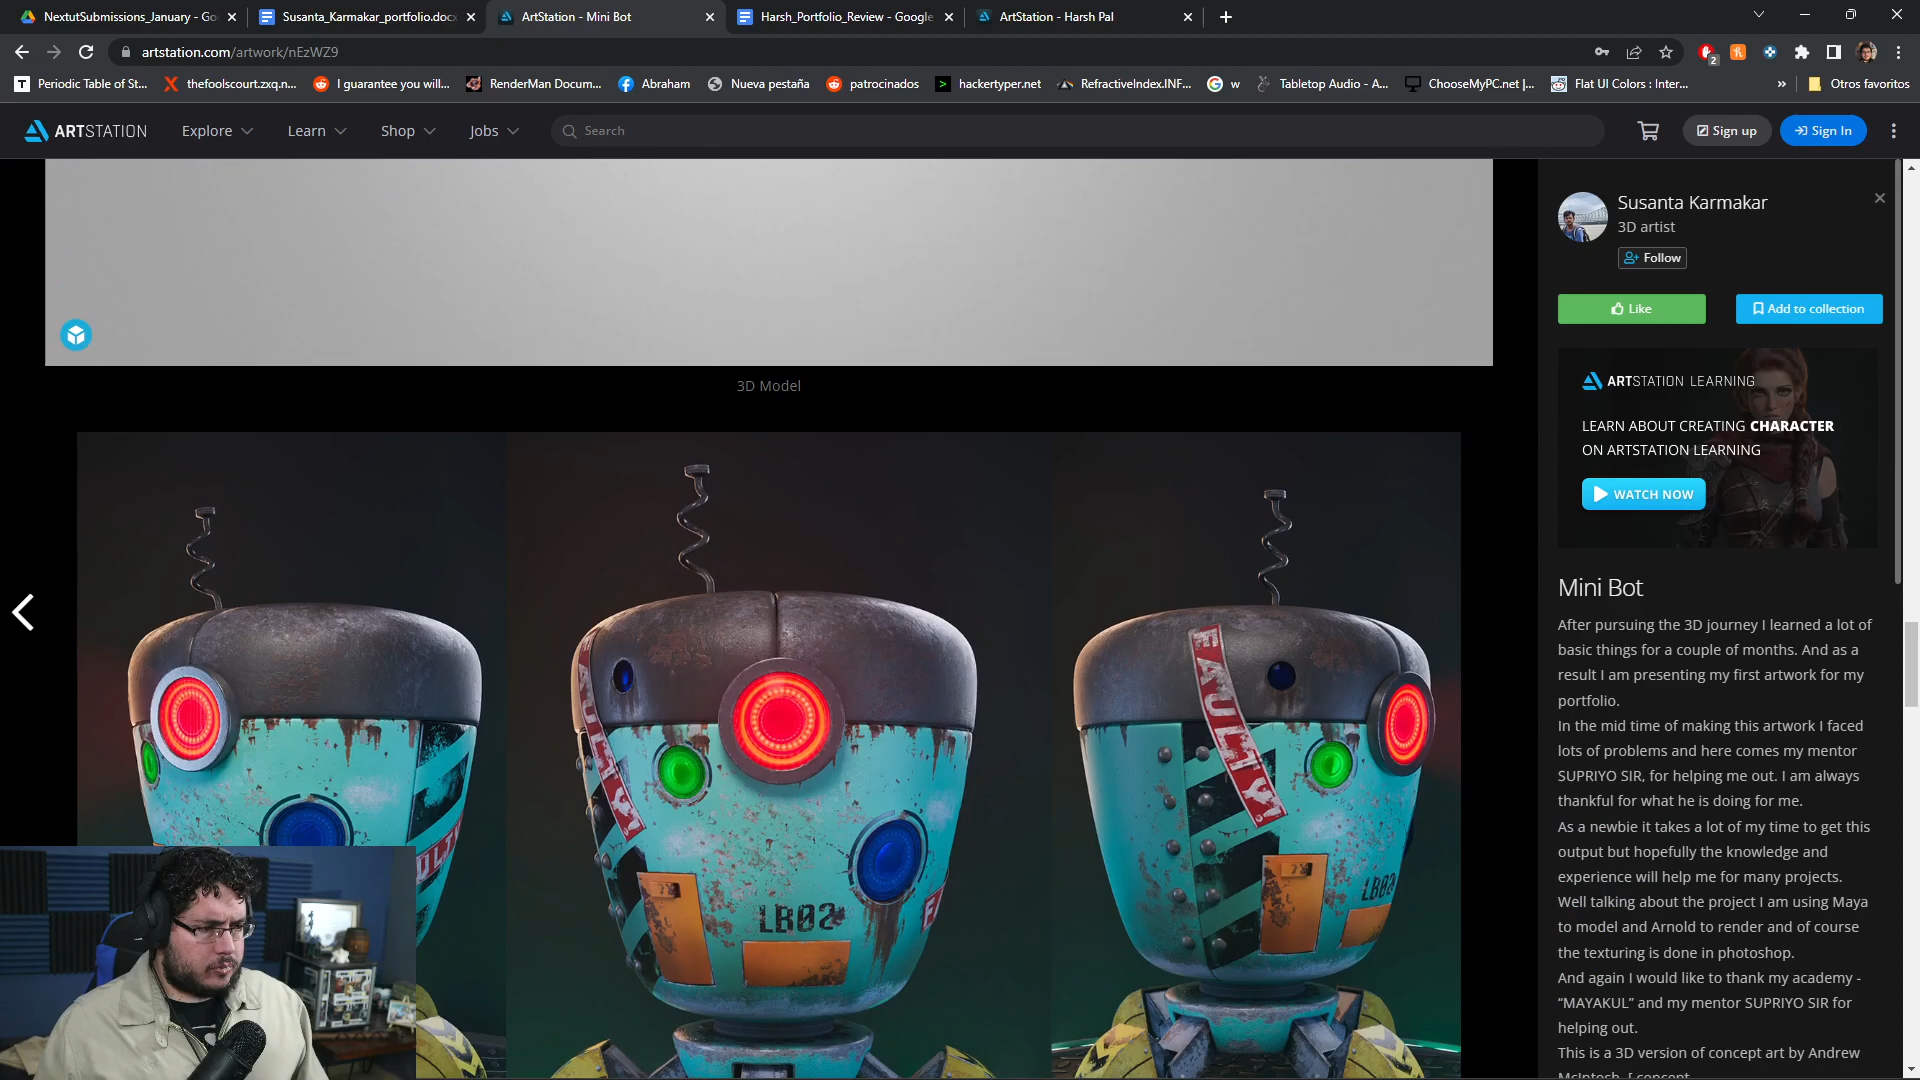 NextutSubmissions_January - Go
Susanta_Karmakar_portfolio.docx
ArtStation - Mini Bot
Harsh_Portfolio_Review - Google
ArtStation - Harsh Pal
artstation.com/artwork/nEzWZ9
2
Periodic Table of St...
thefoolscourt.zxq.n...
I guarantee you will...
RenderMan Docum...
Abraham
Nueva pestaña
patrocinados
hackertyper.net
RefractiveIndex.INF...
w
Tabletop Audio - A...
ChooseMyPC.net |...
Flat UI Colors : Inter...
»
Otros favoritos
ARTSTATION
Explore
Learn
Shop
Jobs
Search
Sign up
Sign In
3D Model
FAULTY
FAULTY
LB02
LB02
Susanta Karmakar
3D artist
Follow
Like
Add to collection
ARTSTATION LEARNING
LEARN ABOUT CREATING CHARACTER
ON ARTSTATION LEARNING
WATCH NOW
Mini Bot
After pursuing the 3D journey I learned a lot of
basic things for a couple of months. And as a
result I am presenting my first artwork for my
portfolio.
In the mid time of making this artwork I faced
lots of problems and here comes my mentor
SUPRIYO SIR, for helping me out. I am always
thankful for what he is doing for me.
As a newbie it takes a lot of my time to get this
output but hopefully the knowledge and
experience will help me for many projects.
Well talking about the project I am using Maya
to model and Arnold to render and of course
the texturing is done in photoshop.
And again I would like to thank my academy -
“MAYAKUL” and my mentor SUPRIYO SIR for
helping out.
This is a 3D version of concept art by Andrew
McIntosh. [ concept